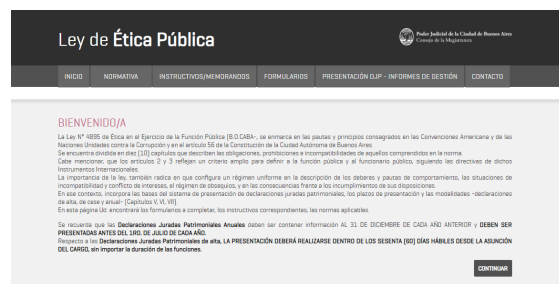 Ley de Ética Pública
Poder Judicial de la Ciudad de Buenos Aires
Consejo de la Magistratura
INICIO NORMATIVA INSTRUCTIVOS/MEMORANDOS FORMULARIOS PRESENTACIÓN DJP - INFORMES DE GESTIÓN CONTACTO
BIENVENIDO/A
La Ley N° 4895 de Ética en el Ejercicio de la Función Pública [B.O.CABA-, se enmarca en las pautas y principios consagrados en las Convenciones Americana y de las
Naciones Unidas contra la Corrupción y en el artículo 56 de la Constitución de la Ciudad Autónoma de Buenos Aires.
Se encuentra dividida en diez [10] capítulos que describen las obligaciones, prohibiciones e incompatibilidades de aquellos comprendidos en la norma.
Cabe mencionar, que los artículos 2 y 3 reflejan un criterio amplio para definir a la función pública y al funcionario público, siguiendo las directivas de dichos
Instrumentos Internacionales.
La importancia de la ley, también radica en que configura un régimen uniforme en la descripción de los deberes y pautas de comportamiento, las situaciones de
incompatibilidad y conflicto de intereses, al régimen de obsequios, y en las consecuencias frente a los incumplimientos de sus disposiciones.
En ese contexto, incorpora las bases del sistema de presentación de declaraciones juradas patrimoniales, los plazos de presentación y las modalidades -declaraciones
de alta, de cese y anual- [Capítulos V, VI, VII].
En esta página Ud. encontrará los formularios a completar, los instructivos correspondientes, las normas aplicables.
Se recuerda que las Declaraciones Juradas Patrimoniales Anuales deben ser contener información AL 31 DE DICIEMBRE DE CADA AÑO ANTERIOR y DEBEN SER
PRESENTADAS ANTES DEL 1RO. DE JULIO DE CADA AÑO.
Respecto a las Declaraciones Juradas Patrimoniales de alta, LA PRESENTACIÓN DEBERÁ REALIZARSE DENTRO DE LOS SESENTA [60] DÍAS HÁBILES DESDE LA ASUNCIÓN
DEL CARGO, sin importar la duración de las funciones.
CONTINUAR